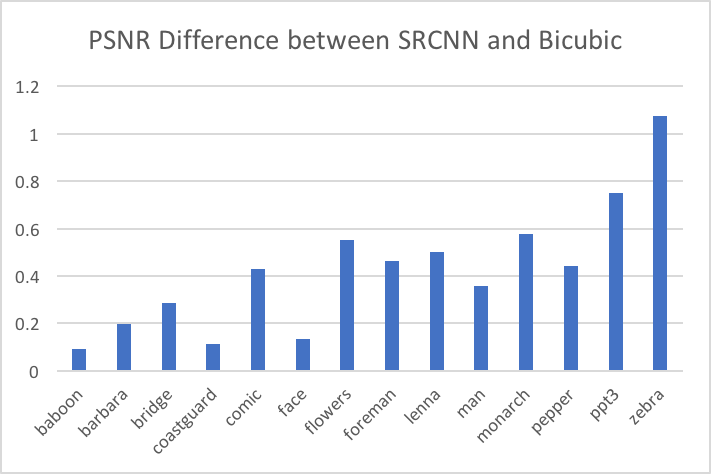 PSNR Difference between SRCNN and Bicubic
1.2
1
0.8
0.6
0.4
0.2
0
baboon
barbara
bridge
coastguard
comic
face
flowers
foreman
lenna
man
monarch
pepper
ppt3
zebra